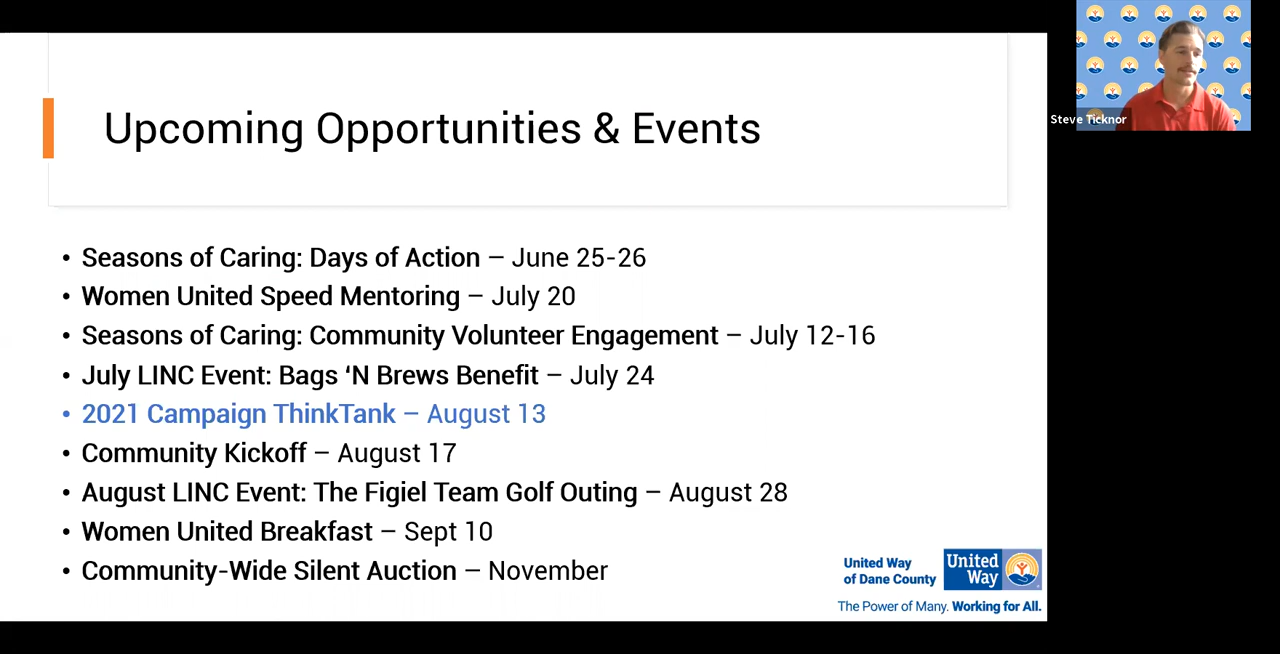 Upcoming Opportunities & Events
• Seasons of Caring: Days of Action – June 25-26
• Women United Speed Mentoring – July 20
• Seasons of Caring: Community Volunteer Engagement – July 12-16
• July LINC Event: Bags ‘N Brews Benefit – July 24
• 2021 Campaign ThinkTank – August 13
• Community Kickoff – August 17
• August LINC Event: The Figiel Team Golf Outing – August 28
• Women United Breakfast – Sept 10
• Community-Wide Silent Auction – November
United Way
of Dane County
United
Way
The Power of Many. Working for All.
Steve Ticknor